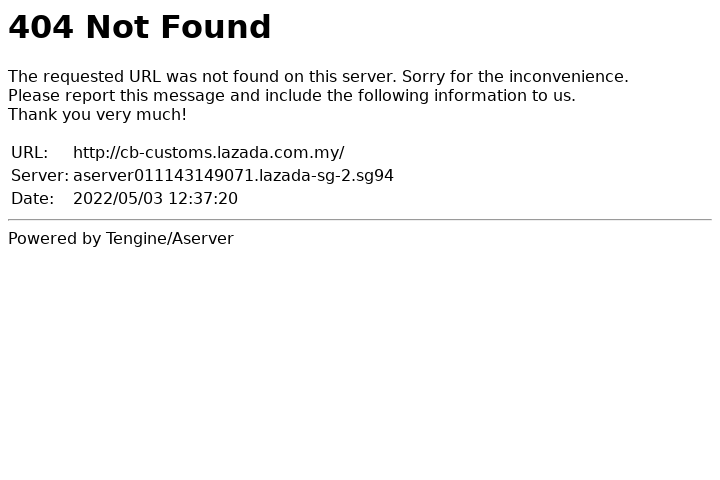 404 Not Found
The requested URL was not found on this server. Sorry for the inconvenience.
Please report this message and include the following information to us.
Thank you very much!
URL: http://cb-customs.lazada.com.my/
Server: aserver011143149071.lazada-sg-2.sg94
Date: 2022/05/03 12:37:20
Powered by Tengine/Aserver